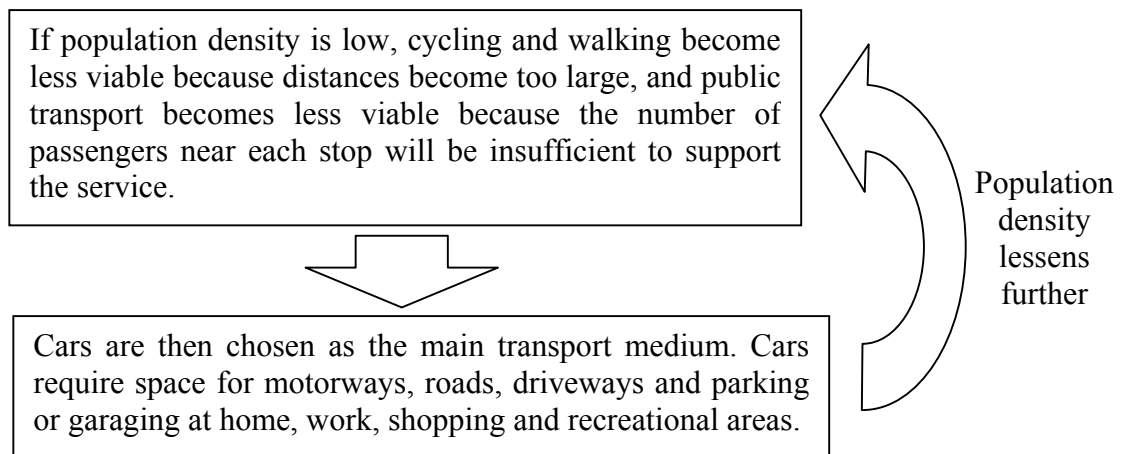 If population density is low, cycling and walking become
less viable because distances become too large, and public
transport becomes less viable because the number of
passengers near each stop will be insufficient to support
the service.
Population
density
lessens
further
Cars are then chosen as the main transport medium. Cars
require space for motorways, roads, driveways and parking
or garaging at home, work, shopping and recreational areas.